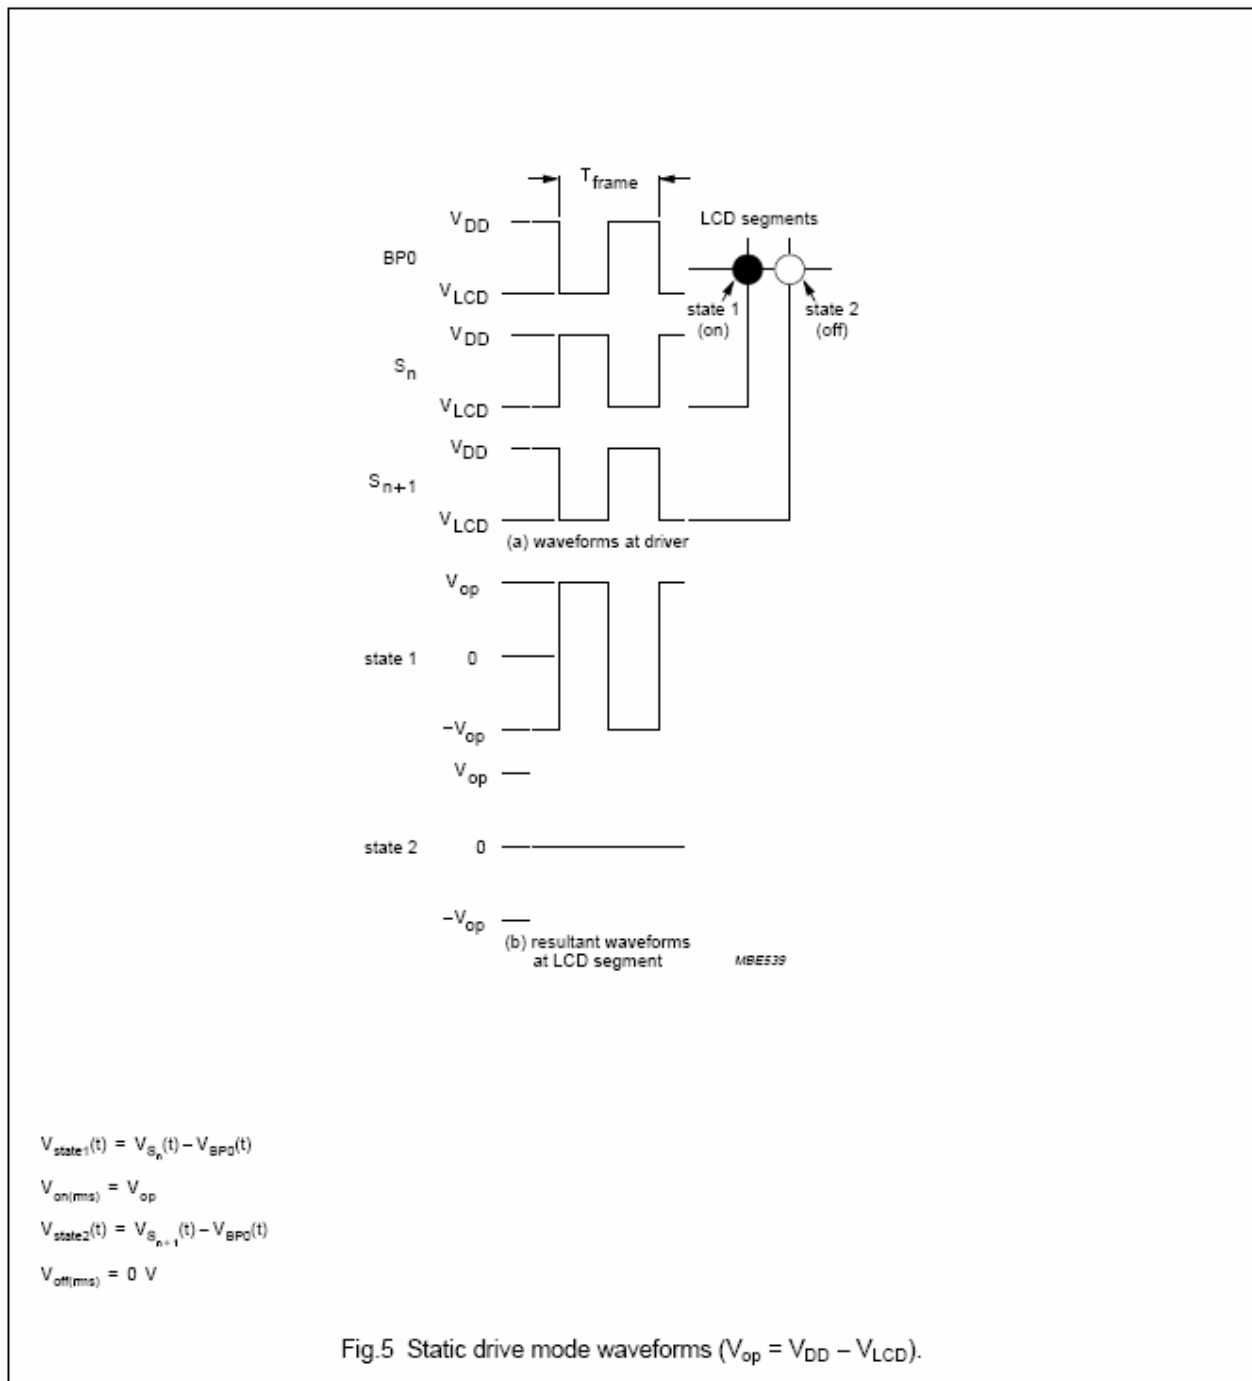 T_frame
V_DD
LCD segments
BP0
V_LCD
state 1
(on)
state 2
(off)
V_DD
S_n
V_LCD
V_DD
S_n+1
V_LCD
(a) waveforms at driver
V_op
state 1 0
−V_op
V_op
state 2 0
−V_op
(b) resultant waveforms
at LCD segment
MBE539
V_state1(t) = V_S_n(t) – V_BP0(t)
V_on(rms) = V_op
V_state2(t) = V_S_n+1(t) – V_BP0(t)
V_off(rms) = 0 V
Fig.5 Static drive mode waveforms (V_op = V_DD – V_LCD).